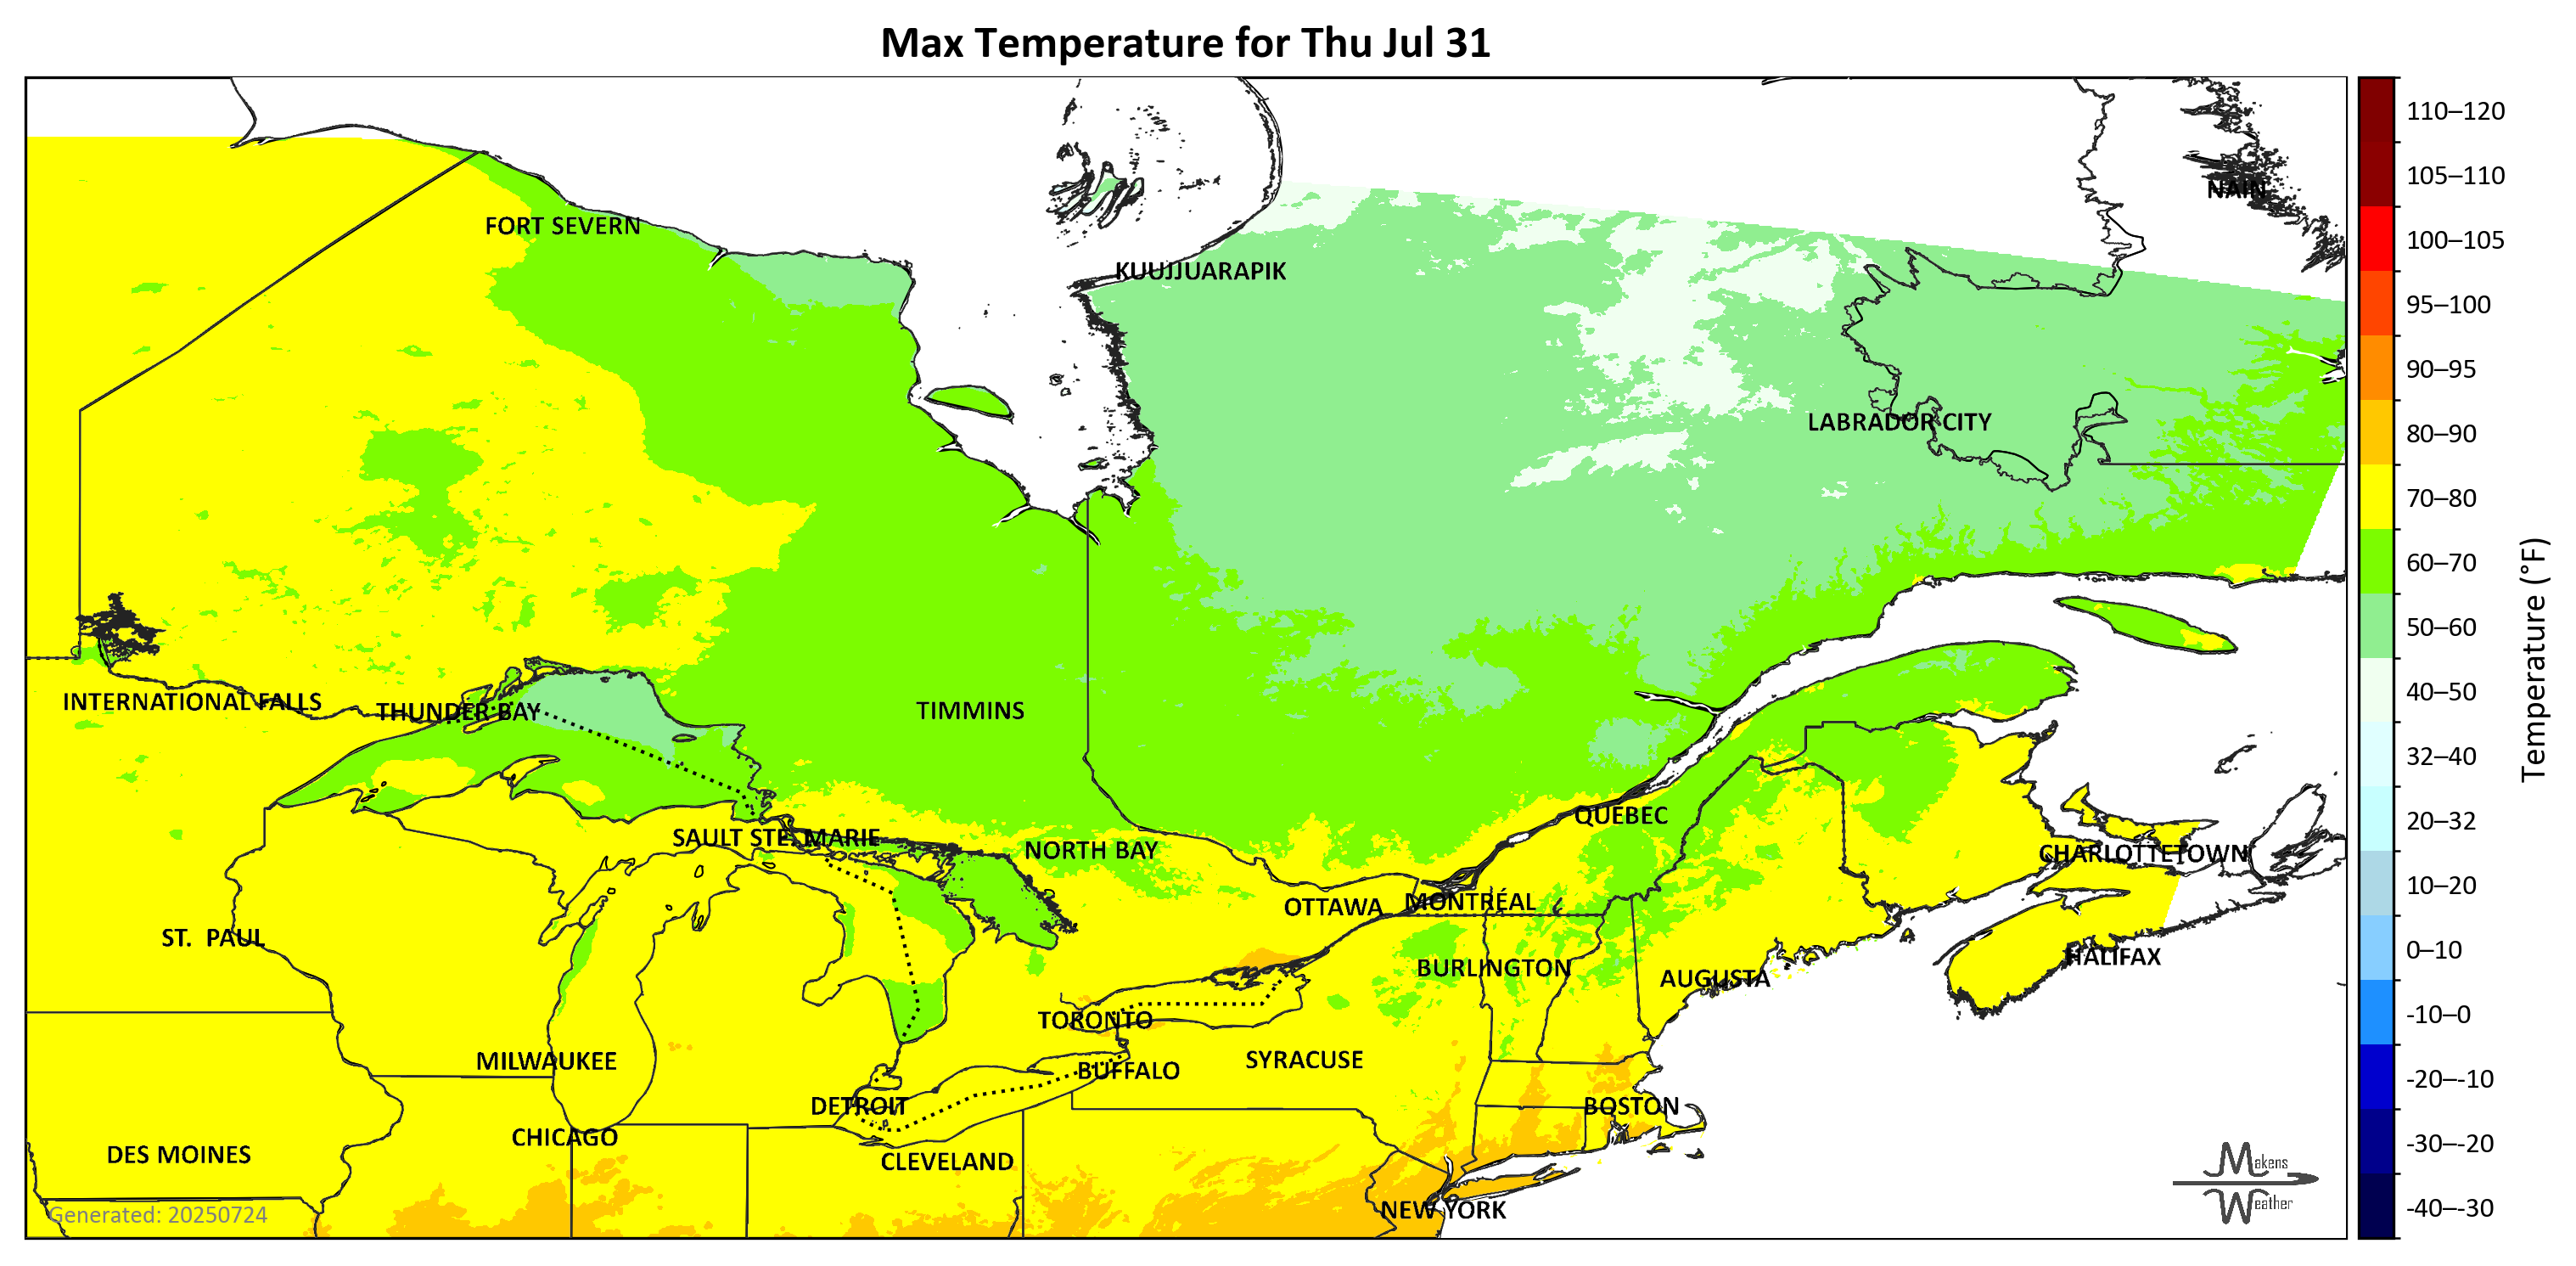 Max Temperature for Thu Jul 31
NAIN
FORT SEVERN
KUUJJUARAPIK
LABRADOR CITY
INTERNATIONAL FALLS
THUNDER BAY
TIMMINS
QUEBEC
SAULT STE. MARIE
NORTH BAY
CHARLOTTETOWN
OTTAWA
MONTRÉAL
ST. PAUL
HALIFAX
BURLINGTON
AUGUSTA
TORONTO
MILWAUKEE
SYRACUSE
BUFFALO
DETROIT
BOSTON
CHICAGO
DES MOINES
CLEVELAND
NEW YORK
Generated: 20250724
Makens
Weather
110–120
105–110
100–105
95–100
90–95
80–90
70–80
60–70
50–60
40–50
32–40
20–32
10–20
0–10
-10–0
-20–-10
-30–-20
-40–-30
Temperature (°F)